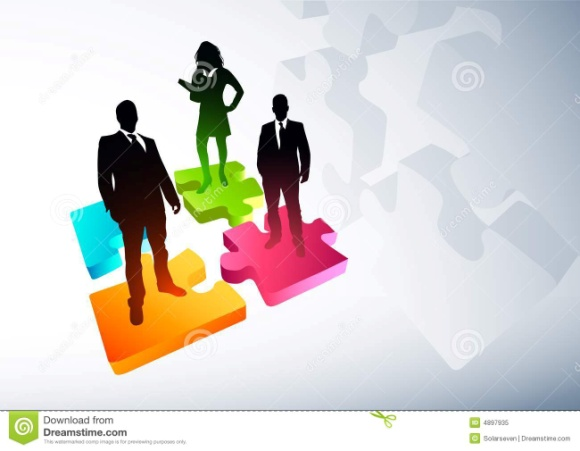 Download from
Dreamstime.com
This watermarked comp image is for previewing purposes only.
4897935
Solarseven | Dreamstime.com